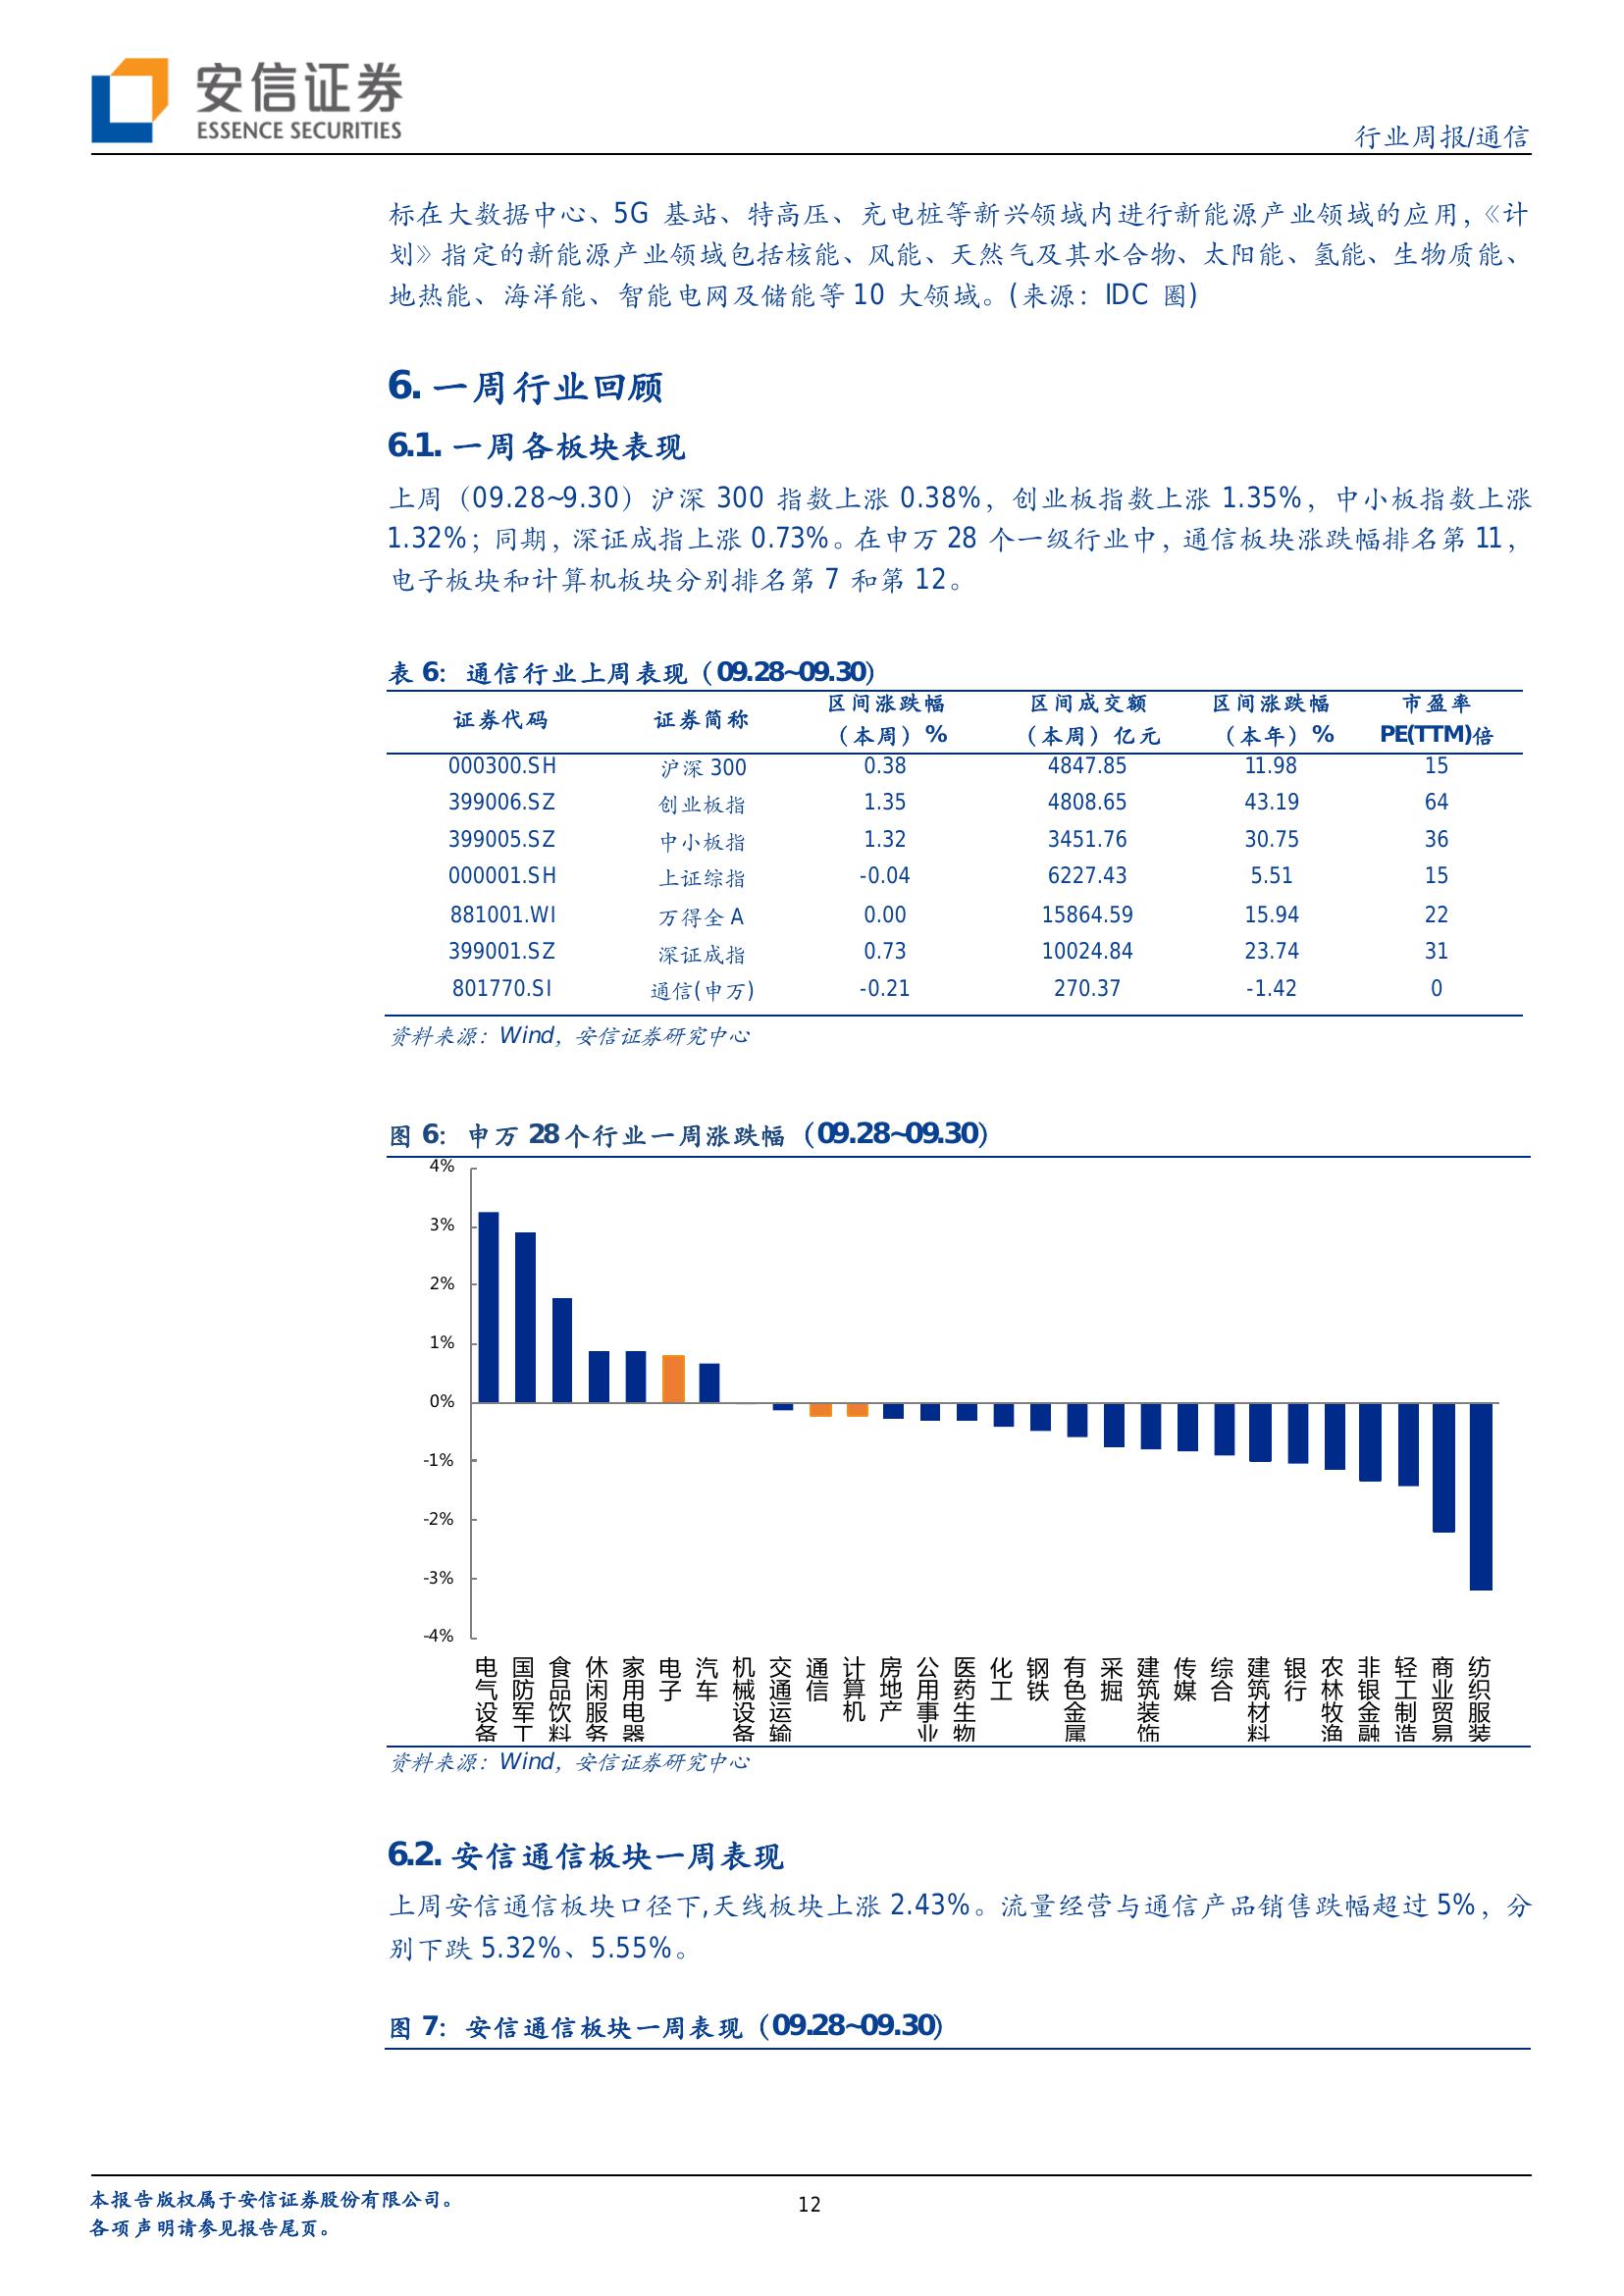 安信证券
ESSENCE SECURITIES
行业周报/通信
标在大数据中心、5G 基站、特高压、充电桩等新兴领域内进行新能源产业领域的应用，《计
划》指定的新能源产业领域包括核能、风能、天然气及其水合物、太阳能、氢能、生物质能、
地热能、海洋能、智能电网及储能等 10 大领域。(来源：IDC 圈)
6. 一周行业回顾
6.1. 一周各板块表现
上周（09.28~9.30）沪深 300 指数上涨 0.38%，创业板指数上涨 1.35%，中小板指数上涨
1.32%；同期，深证成指上涨 0.73%。在申万 28 个一级行业中，通信板块涨跌幅排名第 11，
电子板块和计算机板块分别排名第 7 和第 12。
表 6：通信行业上周表现（09.28~09.30）
证券代码 证券简称 区间涨跌幅（本周）% 区间成交额（本周）亿元 区间涨跌幅（本年）% 市盈率 PE(TTM)倍
000300.SH 沪深 300 0.38 4847.85 11.98 15
399006.SZ 创业板指 1.35 4808.65 43.19 64
399005.SZ 中小板指 1.32 3451.76 30.75 36
000001.SH 上证综指 -0.04 6227.43 5.51 15
881001.WI 万得全 A 0.00 15864.59 15.94 22
399001.SZ 深证成指 0.73 10024.84 23.74 31
801770.SI 通信(申万) -0.21 270.37 -1.42 0
资料来源：Wind，安信证券研究中心
图 6：申万 28个行业一周涨跌幅（09.28~09.30）
4%
3%
2%
1%
0%
-1%
-2%
-3%
-4%
电气设备
国防军工
食品饮料
休闲服务
家用电器
电子
汽车
机械设备
交通运输
通信
计算机
房地产
公用事业
医药生物
化工
钢铁
有色金属
采掘
建筑装饰
传媒
综合
建筑材料
银行
农林牧渔
非银金融
轻工制造
商业贸易
纺织服装
资料来源：Wind，安信证券研究中心
6.2. 安信通信板块一周表现
上周安信通信板块口径下,天线板块上涨 2.43%。流量经营与通信产品销售跌幅超过 5%，分
别下跌 5.32%、5.55%。
图 7：安信通信板块一周表现（09.28~09.30）
本报告版权属于安信证券股份有限公司。
各项声明请参见报告尾页。
12